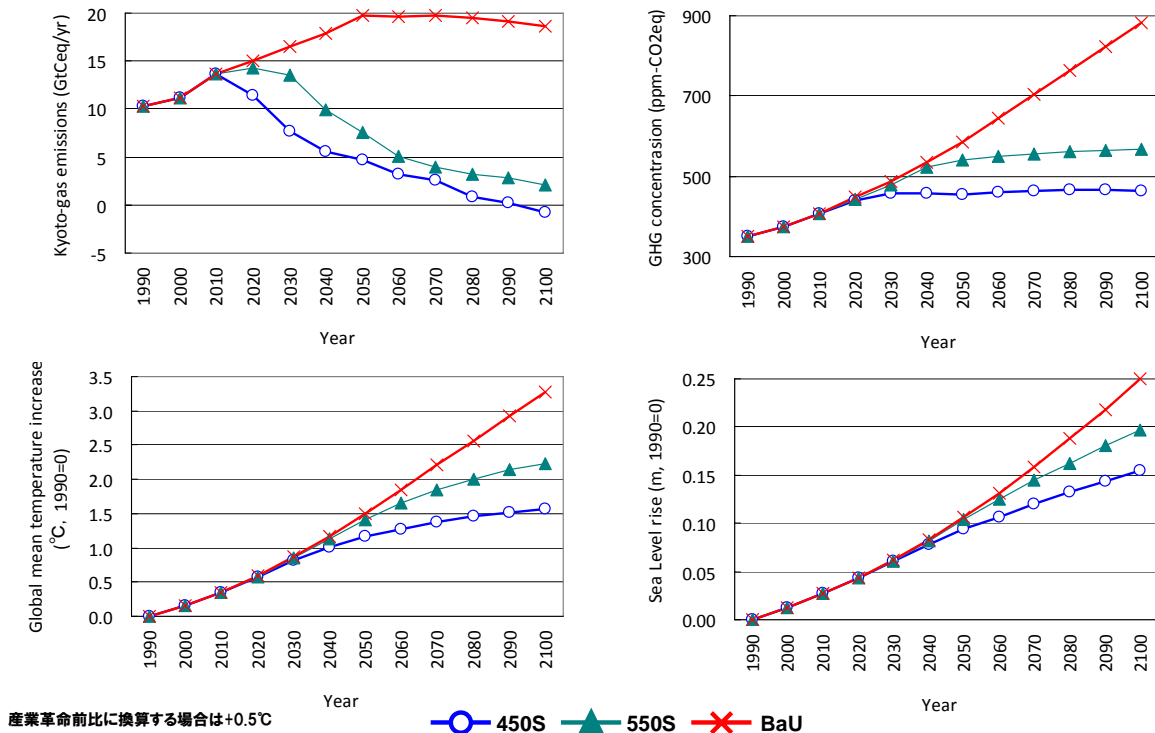 Kyoto-gas emissions (GtCeq/yr)
20
15
10
5
0
-5
1990 2000 2010 2020 2030 2040 2050 2060 2070 2080 2090 2100
Year
GHG concentrasion (ppm-CO2eq)
900
700
500
300
1990 2000 2010 2020 2030 2040 2050 2060 2070 2080 2090 2100
Year
Global mean temperature increase
(℃, 1990=0)
3.5
3.0
2.5
2.0
1.5
1.0
0.5
0.0
1990 2000 2010 2020 2030 2040 2050 2060 2070 2080 2090 2100
Year
Sea Level rise (m, 1990=0)
0.25
0.20
0.15
0.10
0.05
0.00
1990 2000 2010 2020 2030 2040 2050 2060 2070 2080 2090 2100
Year
産業革命前比に換算する場合は+0.5℃
450S 550S BaU